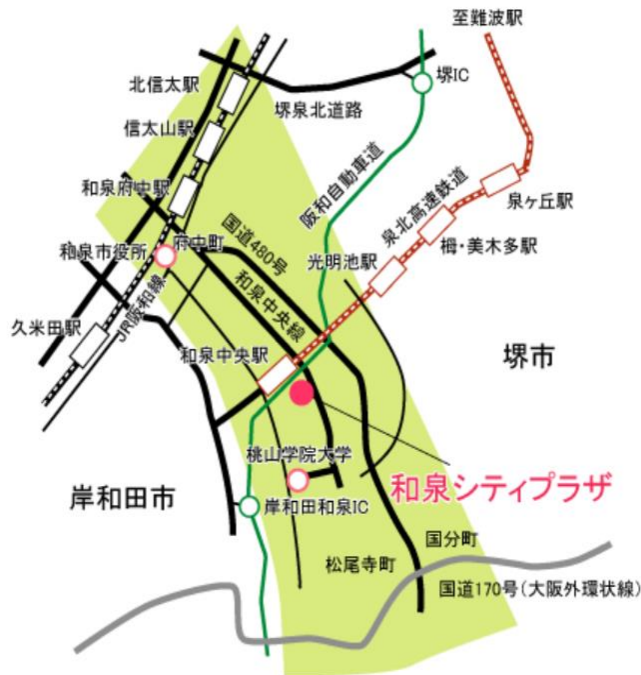 至難波駅
北信太駅
堺IC
堺泉北道路
信太山駅
阪和自動車道
和泉府中駅
泉北高速鉄道
泉ヶ丘駅
国道480号
府中町
栂・美木多駅
和泉市役所
光明池駅
JR阪和線
和泉中央線
久米田駅
和泉中央駅
堺市
桃山学院大学
和泉シティプラザ
岸和田市
岸和田和泉IC
国分町
松尾寺町
国道170号(大阪外環状線)